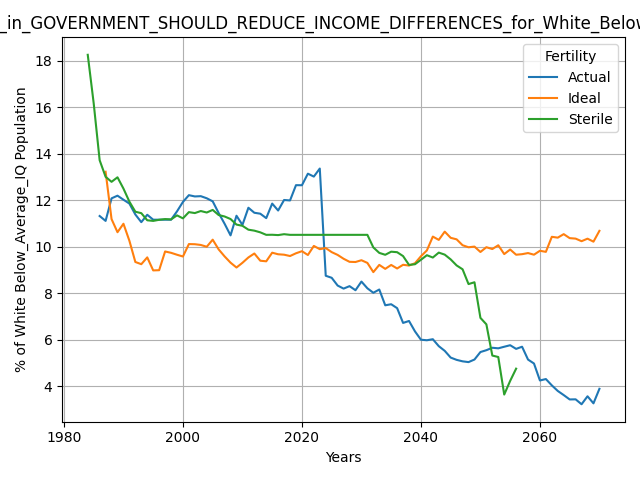 _in_GOVERNMENT_SHOULD_REDUCE_INCOME_DIFFERENCES_for_White_Below
Fertility
Actual
Ideal
Sterile
% of White Below_Average_IQ Population
18
16
14
12
10
8
6
4
1980 2000 2020 2040 2060
Years